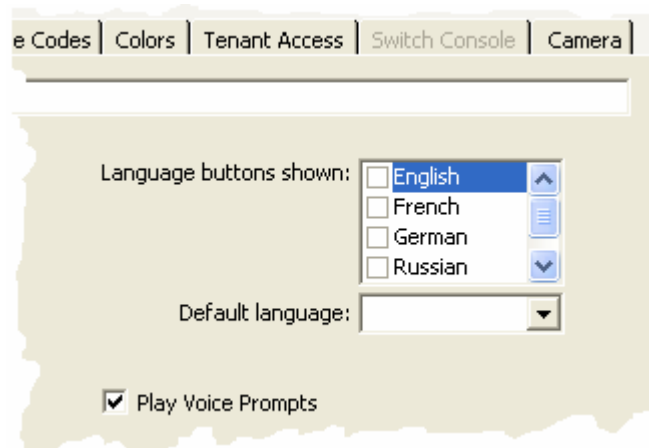 e Codes Colors Tenant Access Switch Console Camera
Language buttons shown:
English
French
German
Russian
Default language:
Play Voice Prompts